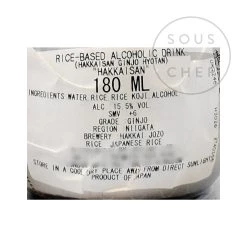 SOUS
CHEF
RICE-BASED ALCOHOLIC DRINK
(HAKKAISAN GINJO HYOTAN)
"HAKKAISAN"
180 ML
INGREDIENTS WATER, RICE, RICE KOJI, ALCOHOL
ALC 15.5% VOL
SMV +6
GRADE GINJO
REGION NIIGATA
BREWERY HAKKAI JOZO
RICE JAPANESE RICE
STORE IN A COOL DRY PLACE AWAY FROM DIRECT SUNLIGHT
PRODUCT OF JAPAN